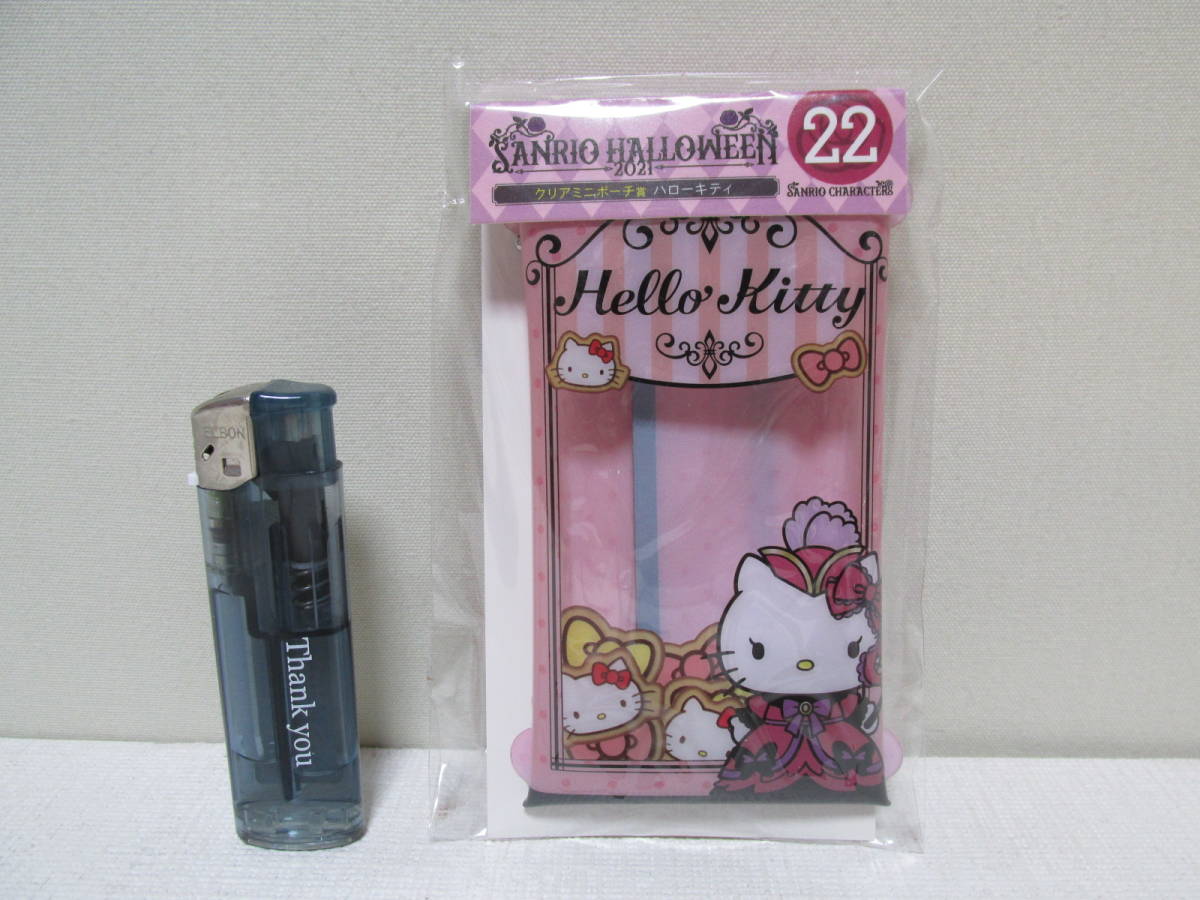 SANRIO HALLOWEEN
2021
クリアミニポーチ賞 ハローキティ
22
SANRIO CHARACTERS
Hello Kitty
Thank you